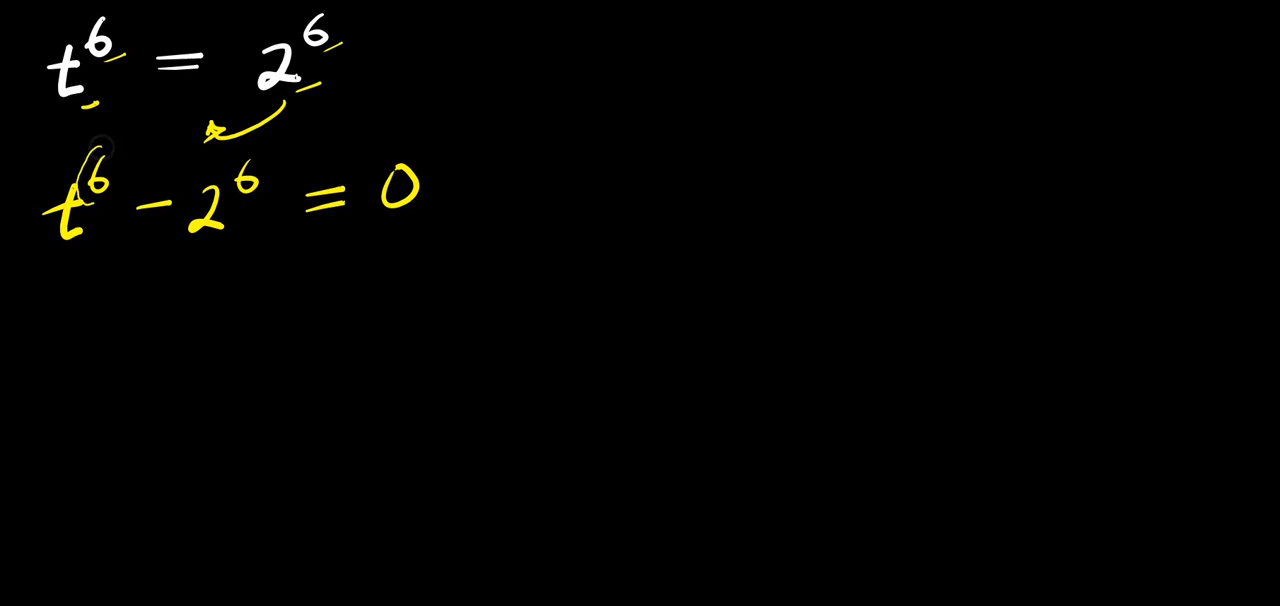 t⁶ = 2⁶
t⁶ - 2⁶ = 0